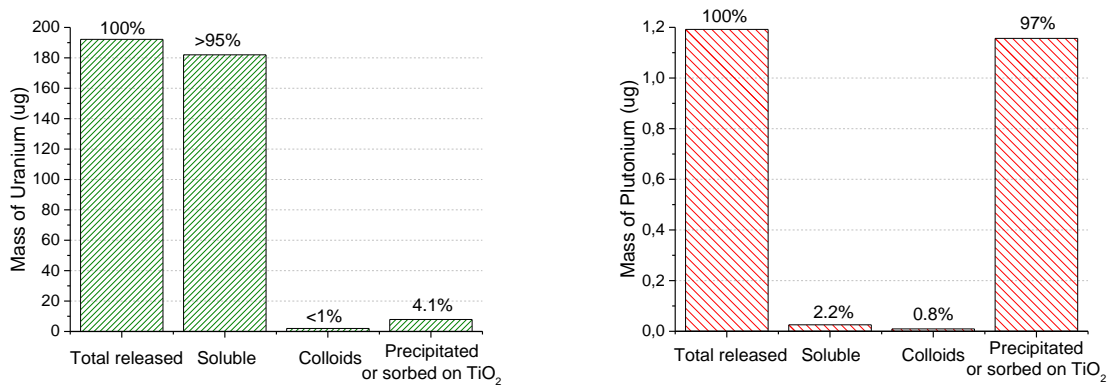 Mass of Uranium (ug)
200
180
160
140
120
100
80
60
40
20
0
100%
>95%
<1%
4.1%
Total released
Soluble
Colloids
Precipitated
or sorbed on TiO₂
Mass of Plutonium (ug)
1,2
1,0
0,8
0,6
0,4
0,2
0,0
100%
2.2%
0.8%
97%
Total released
Soluble
Colloids
Precipitated
or sorbed on TiO₂